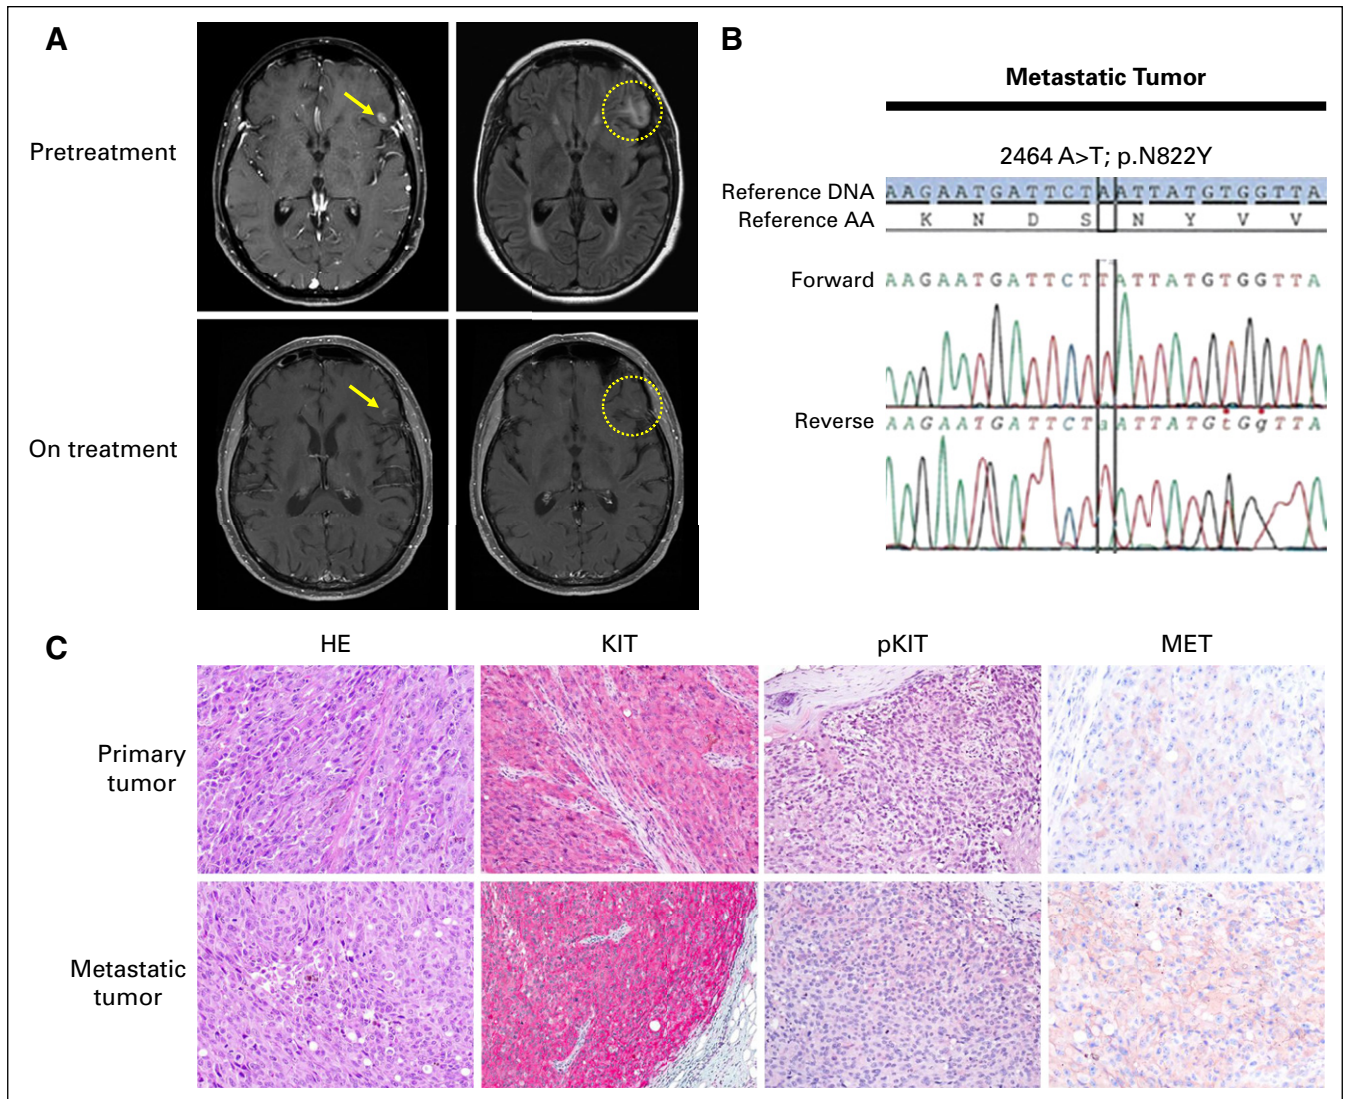 A
B
Pretreatment
On treatment
Metastatic Tumor
2464 A>T; p.N822Y
Reference DNA AAGAATGATTCTAATTATGTGGTTA
Reference AA K N D S N Y V V
Forward AAGAATGATTCTTATTATGTGGTTA
Reverse AAGAATGATTCTaATTATGtGgTTA
C
HE KIT pKIT MET
Primary
tumor
Metastatic
tumor